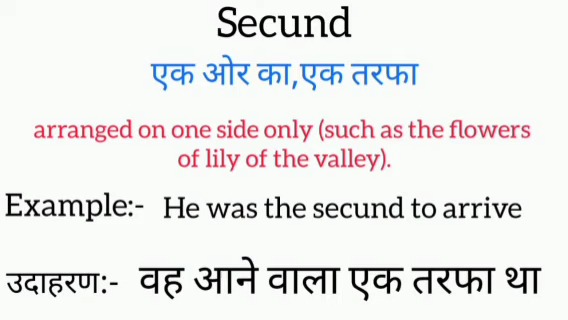 Secund
एक ओर का,एक तरफा
arranged on one side only (such as the flowers
of lily of the valley).
Example:- He was the secund to arrive
उदाहरण:- वह आने वाला एक तरफा था